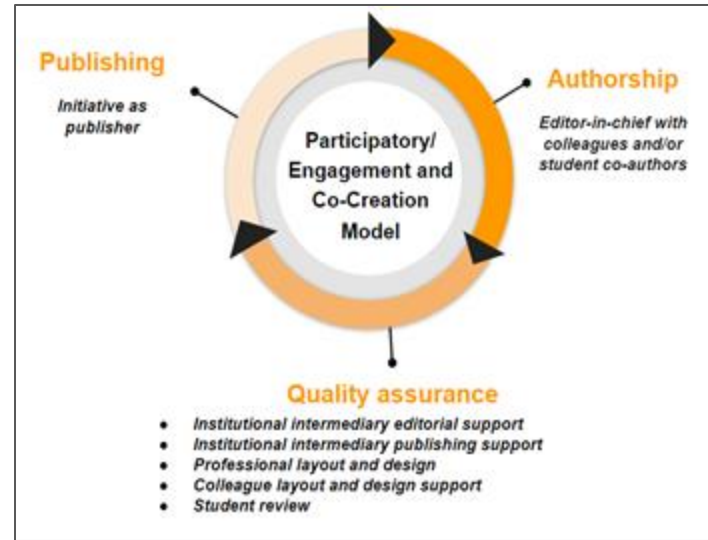 Publishing
Initiative as
publisher
Participatory/
Engagement and
Co-Creation
Model
Authorship
Editor-in-chief with
colleagues and/or
student co-authors
Quality assurance
● Institutional intermediary editorial support
● Institutional intermediary publishing support
● Professional layout and design
● Colleague layout and design support
● Student review